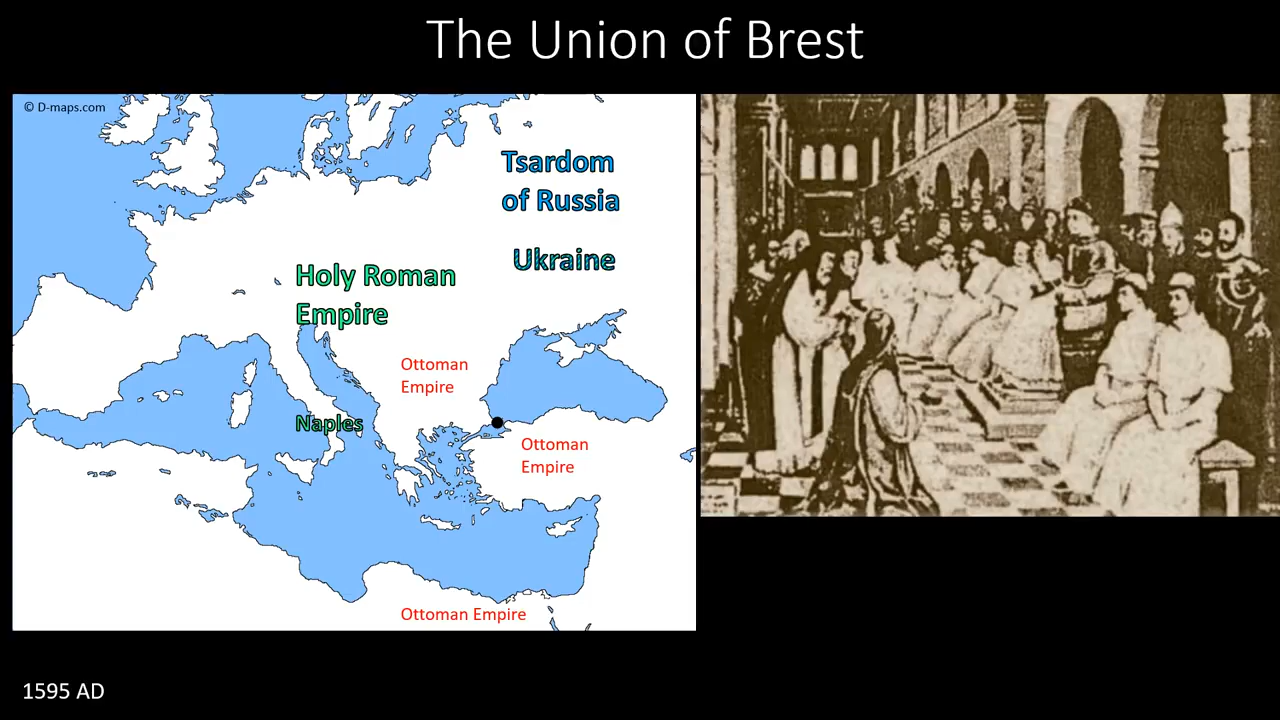 The Union of Brest
© D-maps.com
Tsardom
of Russia
Ukraine
Holy Roman
Empire
Ottoman
Empire
Naples
Ottoman
Empire
Ottoman Empire
1595 AD